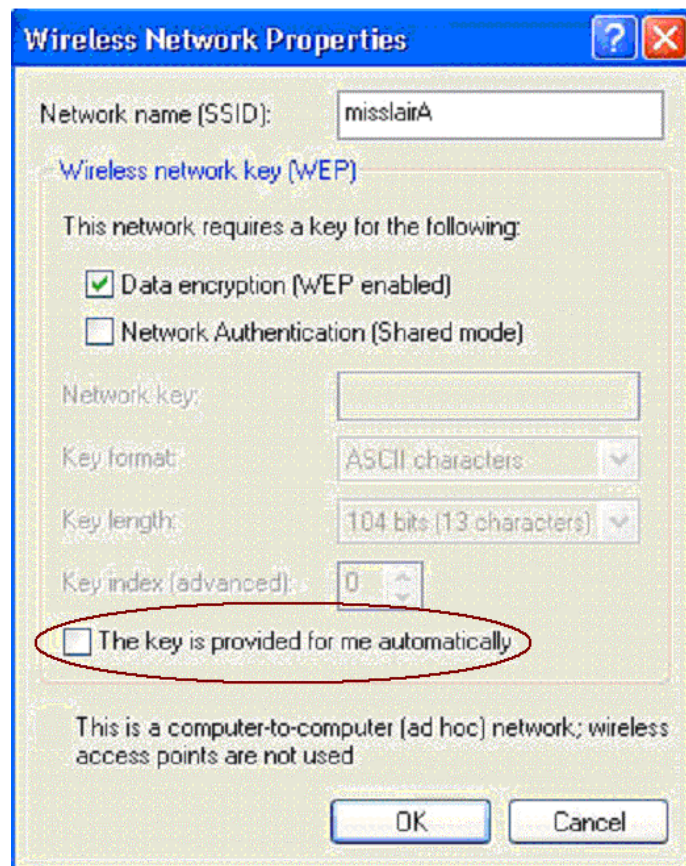 Wireless Network Properties
Network name (SSID): misslairA
Wireless network key (WEP)
This network requires a key for the following:
Data encryption (WEP enabled)
Network Authentication (Shared mode)
Network key:
Key format: ASCII characters
Key length: 104 bits (13 characters)
Key index (advanced): 0
The key is provided for me automatically
This is a computer-to-computer (ad hoc) network; wireless
access points are not used
OK Cancel